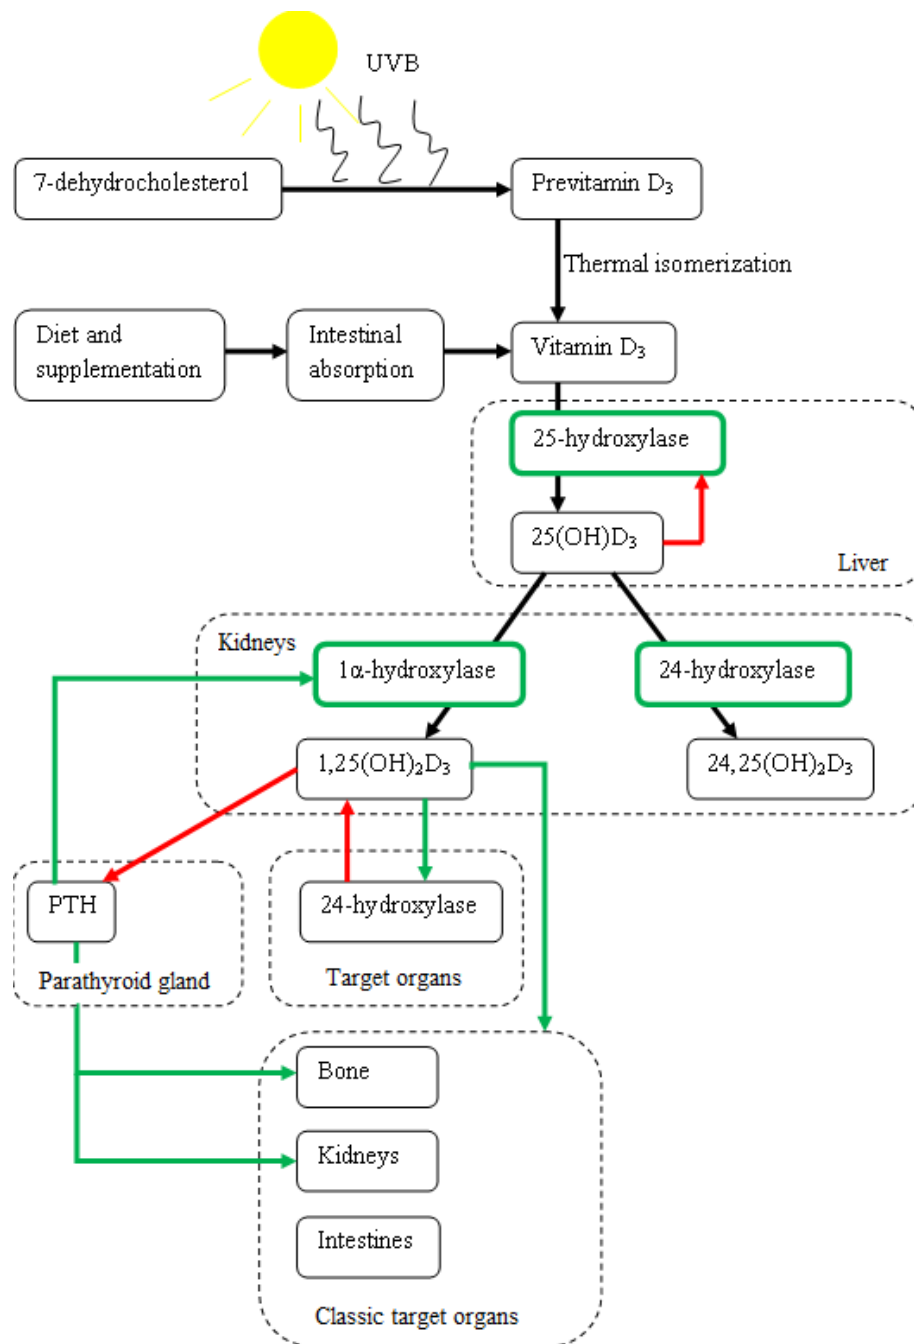 UVB
7-dehydrocholesterol
Previtamin D₃
Thermal isomerization
Diet and
supplementation
Intestinal
absorption
Vitamin D₃
25-hydroxylase
25(OH)D₃
Liver
Kidneys
1α-hydroxylase
24-hydroxylase
1,25(OH)₂D₃
24,25(OH)₂D₃
PTH
Parathyroid gland
24-hydroxylase
Target organs
Bone
Kidneys
Intestines
Classic target organs